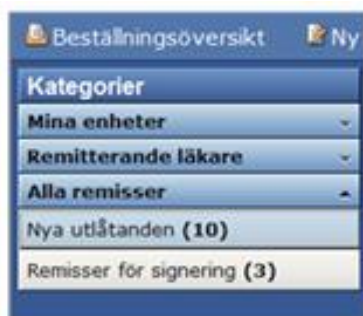 Beställningsöversikt Ny
Kategorier
Mina enheter
Remitterande läkare
Alla remisser
Nya utlåtanden (10)
Remisser för signering (3)